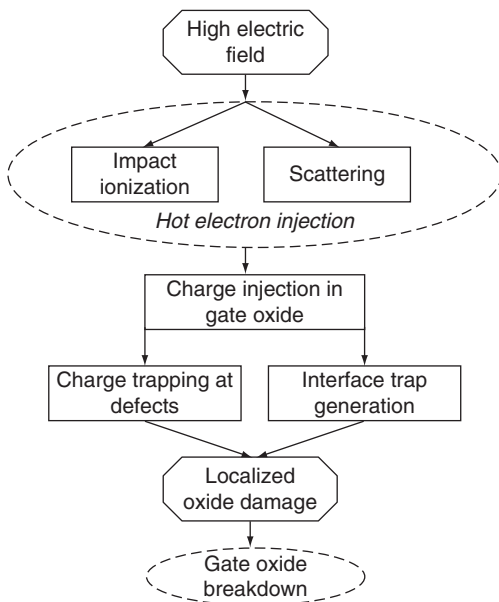 High electric
field
Impact
ionization
Scattering
Hot electron injection
Charge injection in
gate oxide
Charge trapping at
defects
Interface trap
generation
Localized
oxide damage
Gate oxide
breakdown